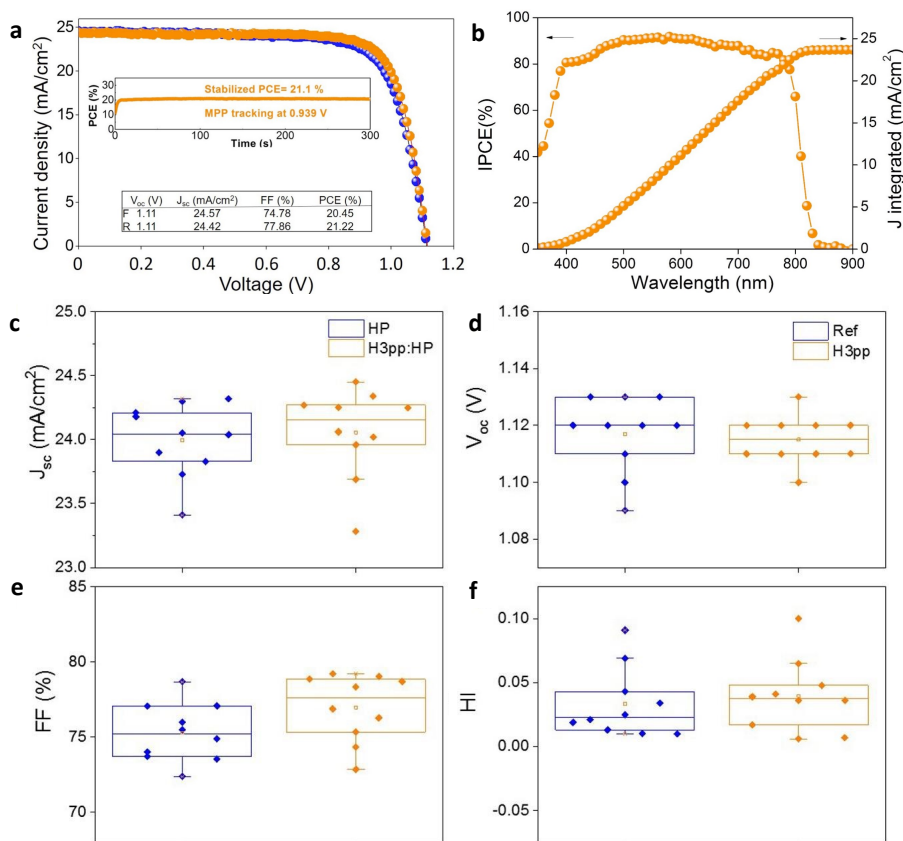 a
Current density (mA/cm²)
25
20
15
10
5
0
PCE (%)
30
20
10
0
Stabilized PCE= 21.1 %
MPP tracking at 0.939 V
0 100 200 300
Time (s)
V_oc (V) J_sc (mA/cm²) FF (%) PCE (%)
F 1.11 24.57 74.78 20.45
R 1.11 24.42 77.86 21.22
0.0 0.2 0.4 0.6 0.8 1.0 1.2
Voltage (V)
b
IPCE(%)
100
80
60
40
20
0
J integrated (mA/cm²)
25
20
15
10
5
0
400 500 600 700 800 900
Wavelength (nm)
c
J_sc (mA/cm²)
25.0
24.5
24.0
23.5
23.0
HP
H3pp:HP
d
V_oc (V)
1.16
1.14
1.12
1.10
1.08
Ref
H3pp
e
FF (%)
85
80
75
70
f
HI
0.10
0.05
0.00
-0.05